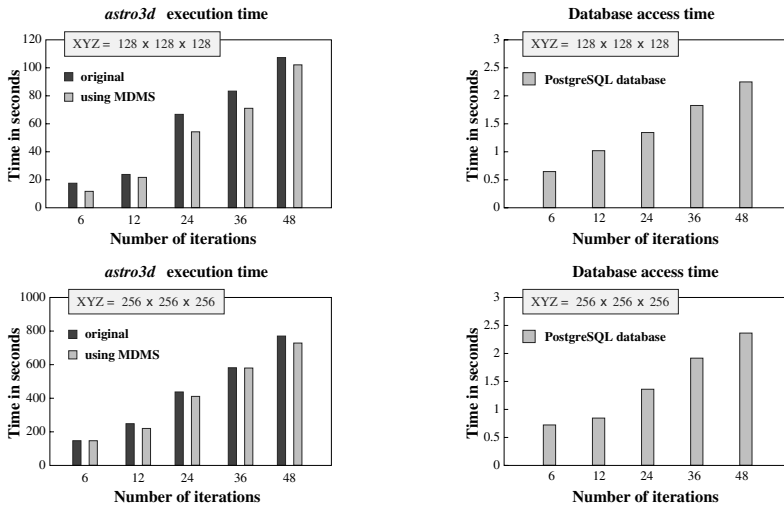 astro3d execution time
XYZ = 128 x 128 x 128
original
using MDMS
Time in seconds
120
100
80
60
40
20
0
6 12 24 36 48
Number of iterations
Database access time
XYZ = 128 x 128 x 128
PostgreSQL database
Time in seconds
3
2.5
2
1.5
1
0.5
0
6 12 24 36 48
Number of iterations
astro3d execution time
XYZ = 256 x 256 x 256
original
using MDMS
Time in seconds
1000
800
600
400
200
0
6 12 24 36 48
Number of iterations
Database access time
XYZ = 256 x 256 x 256
PostgreSQL database
Time in seconds
3
2.5
2
1.5
1
0.5
0
6 12 24 36 48
Number of iterations